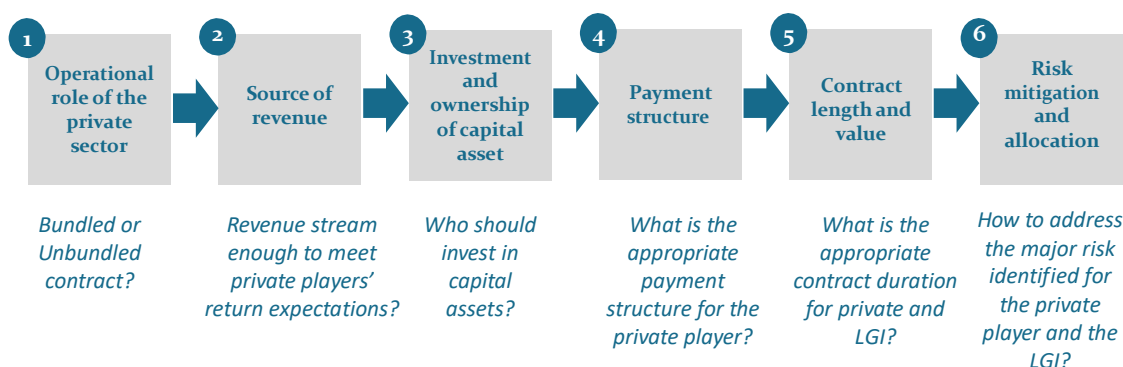 1
Operational
role of the
private
sector
2
Source of
revenue
3
Investment
and
ownership
of capital
asset
4
Payment
structure
5
Contract
length and
value
6
Risk
mitigation
and
allocation
Bundled or
Unbundled
contract?
Revenue stream
enough to meet
private players’
return expectations?
Who should
invest in
capital
assets?
What is the
appropriate
payment
structure for the
private player?
What is the
appropriate
contract duration
for private and
LGI?
How to address
the major risk
identified for
the private
player and the
LGI?